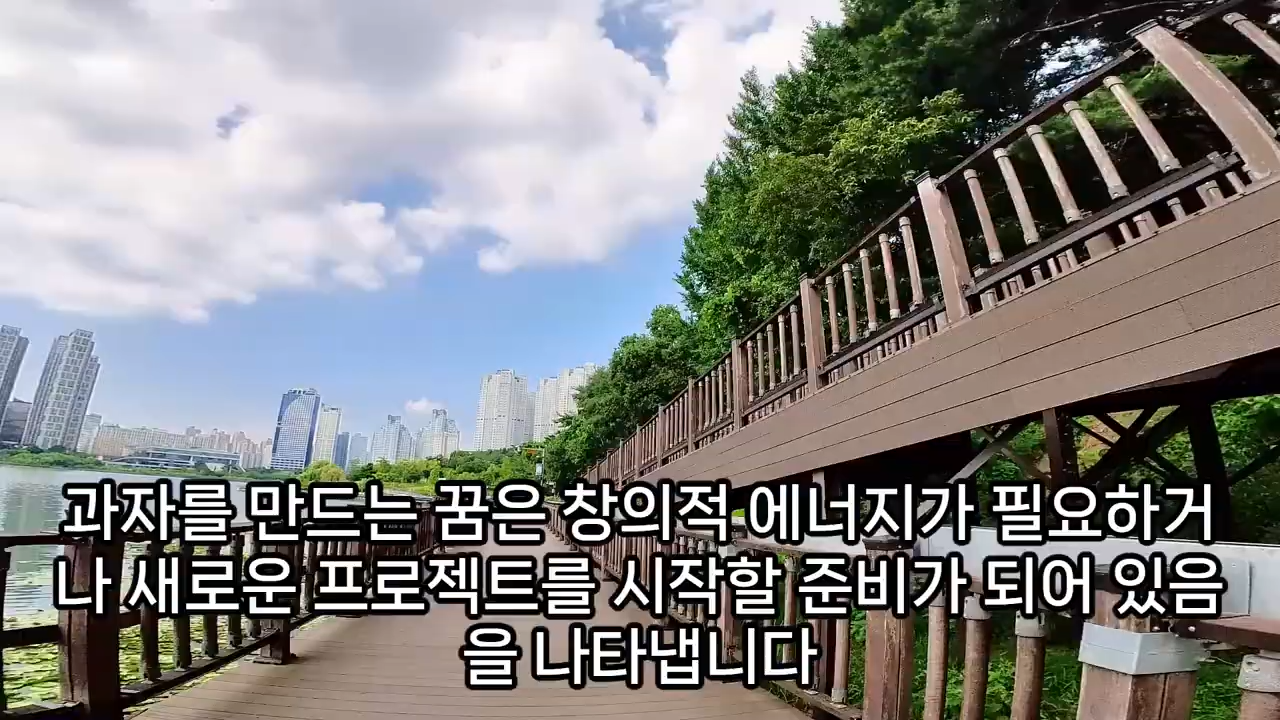 과자를 만드는 꿈은 창의적 에너지가 필요하거
나 새로운 프로젝트를 시작할 준비가 되어 있음
을 나타냅니다